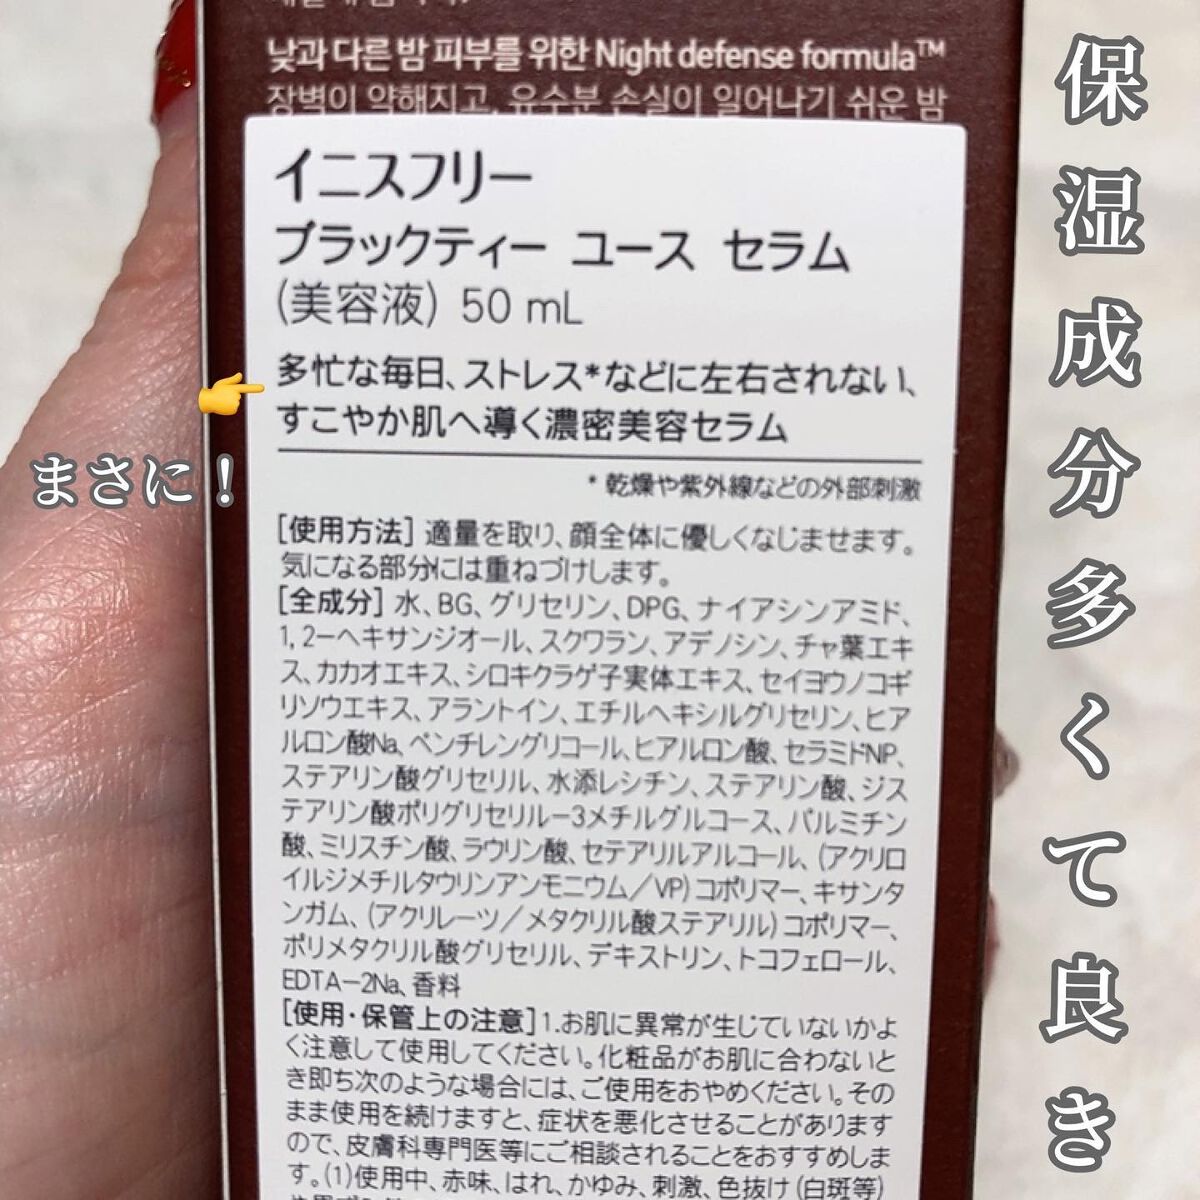 낮과 다른 밤 피부를 위한 Night defense formula™
장벽이 약해지고, 유수분 손실이 일어나기 쉬운 밤
イニスフリー
ブラックティー ユース セラム
(美容液) 50 mL
多忙な毎日、ストレス*などに左右されない、
すこやか肌へ導く濃密美容セラム
まさに！
* 乾燥や紫外線などの外部刺激
[使用方法] 適量を取り、顔全体に優しくなじませます。
気になる部分には重ねづけします。
[全成分] 水、BG、グリセリン、DPG、ナイアシンアミド、
1,2-ヘキサンジオール、スクワラン、アデノシン、チャ葉エキ
ス、カカオエキス、シロキクラゲ子実体エキス、セイヨウノコギ
リソウエキス、アラントイン、エチルヘキシルグリセリン、ヒア
ルロン酸Na、ペンチレングリコール、ヒアルロン酸、セラミドNP、
ステアリン酸グリセリル、水添レシチン、ステアリン酸、ジス
テアリン酸ポリグリセリル-3メチルグルコース、パルミチン
酸、ミリスチン酸、ラウリン酸、セテアリルアルコール、(アクリロ
イルジメチルタウリンアンモニウム／VP)コポリマー、キサンタ
ンガム、(アクリレーツ／メタクリル酸ステアリル)コポリマー、
ポリメタクリル酸グリセリル、デキストリン、トコフェロール、
EDTA-2Na、香料
[使用・保管上の注意]1.お肌に異常が生じていないかよ
く注意して使用してください。化粧品がお肌に合わないと
き即ち次のような場合には、ご使用をおやめください。その
まま使用を続けますと、症状を悪化させることがあります
ので、皮膚科専門医等にご相談されることをおすすめしま
す。(1)使用中、赤味、はれ、かゆみ、刺激、色抜け(白斑等)
保湿成分多くて良き